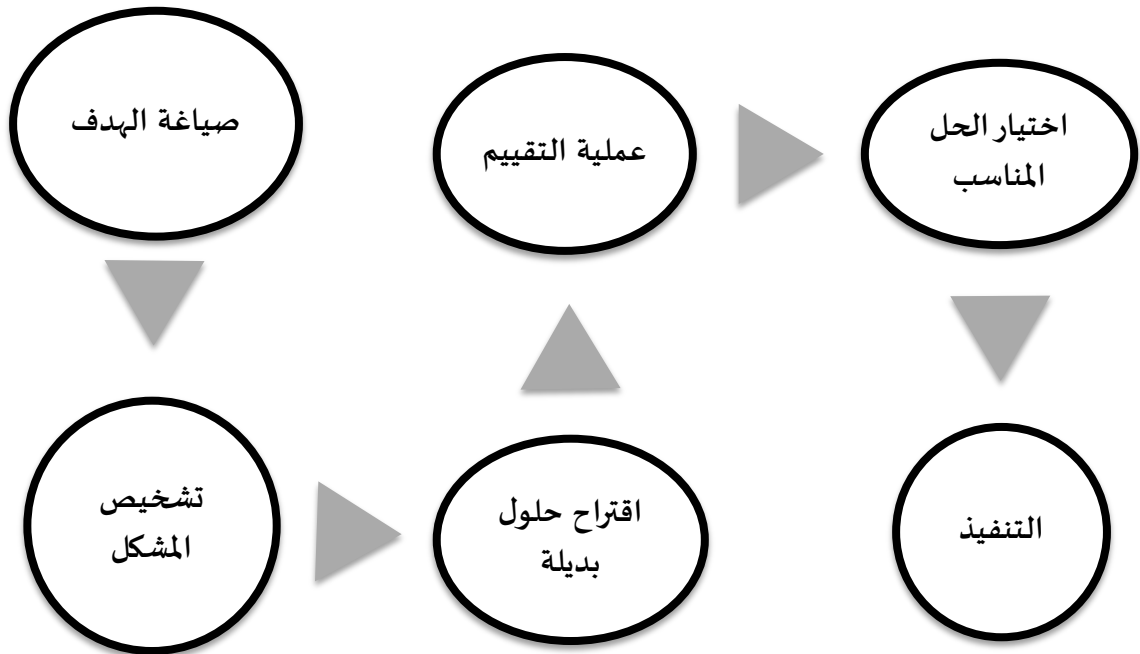 صياغة الهدف
تشخيص
المشكل
اقتراح حلول
بديلة
عملية التقييم
اختيار الحل
المناسب
التنفيذ